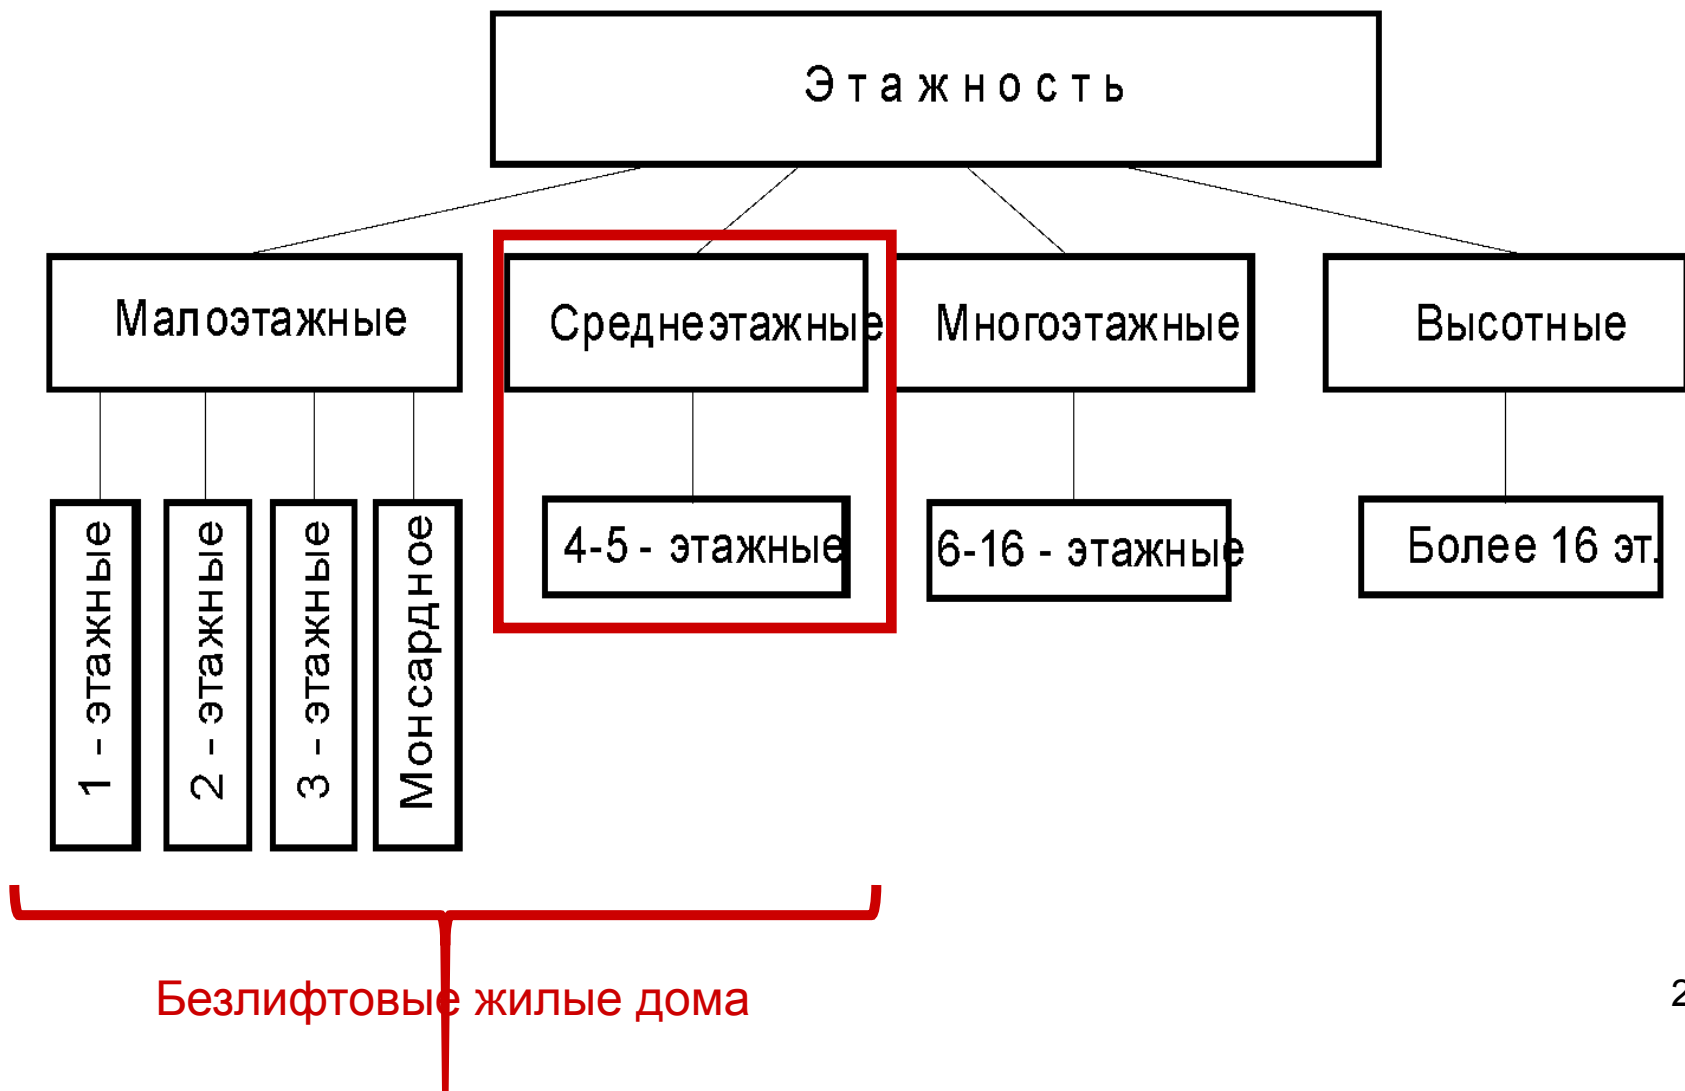 Этажность
Малоэтажные
Среднеэтажные
Многоэтажные
Высотные
1 - этажные
2 - этажные
3 - этажные
Монсардное
4-5 - этажные
6-16 - этажные
Более 16 эт.
Безлифтовые жилые дома
2